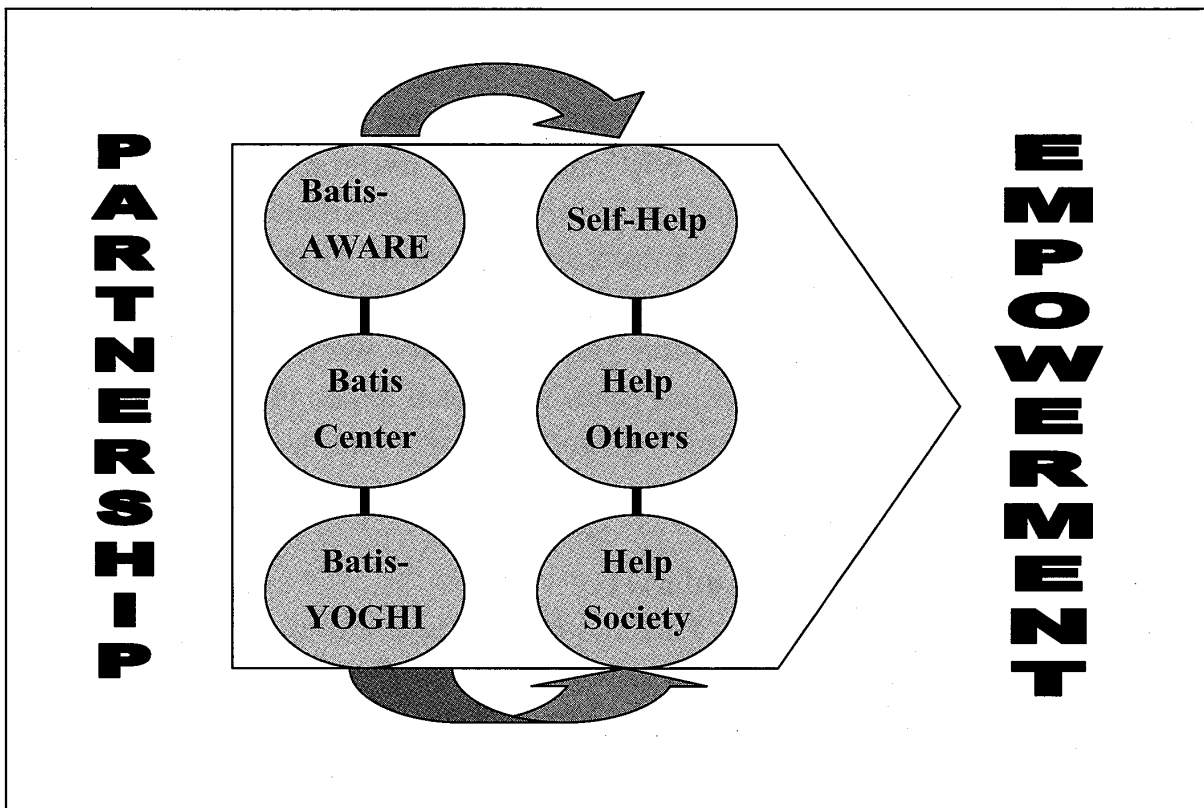 PARTNERSHIP
Batis-
AWARE
Batis
Center
Batis-
YOGHI
Self-Help
Help
Others
Help
Society
EMPOWERMENT